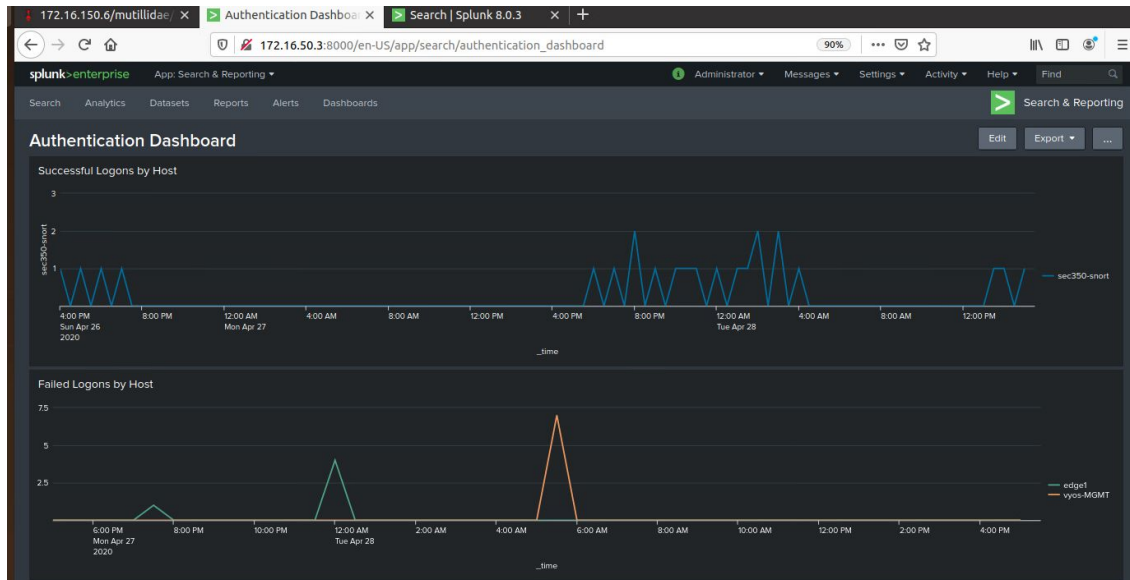 172.16.150.6/mutillidae/
Authentication Dashboa
Search | Splunk 8.0.3
172.16.50.3:8000/en-US/app/search/authentication_dashboard
90%
splunk>enterprise App: Search & Reporting
Administrator Messages Settings Activity Help Find
Search Analytics Datasets Reports Alerts Dashboards
Search & Reporting
Authentication Dashboard
Edit Export ...
Successful Logons by Host
3
2
1
sec350-snort
sec350-snort
4:00 PM 8:00 PM 12:00 AM 4:00 AM 8:00 AM 12:00 PM 4:00 PM 8:00 PM 12:00 AM 4:00 AM 8:00 AM 12:00 PM
Sun Apr 26 Mon Apr 27 Tue Apr 28
2020
_time
Failed Logons by Host
7.5
5
2.5
edge1
vyos-MGMT
6:00 PM 8:00 PM 10:00 PM 12:00 AM 2:00 AM 4:00 AM 6:00 AM 8:00 AM 10:00 AM 12:00 PM 2:00 PM 4:00 PM
Mon Apr 27 Tue Apr 28
2020
_time